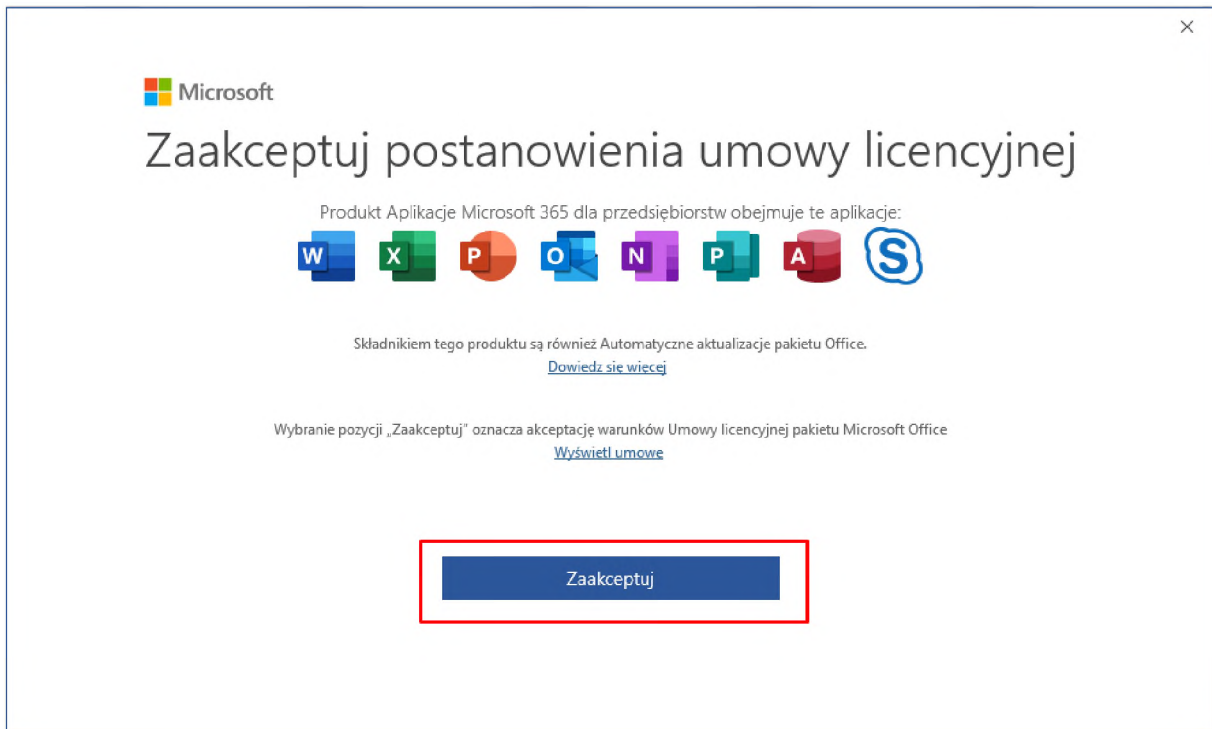 Microsoft
Zaakceptuj postanowienia umowy licencyjnej
Produkt Aplikacje Microsoft 365 dla przedsiębiorstw obejmuje te aplikacje:
W X P O N P A S
Składnikiem tego produktu są również Automatyczne aktualizacje pakietu Office.
Dowiedz się więcej
Wybranie pozycji „Zaakceptuj” oznacza akceptację warunków Umowy licencyjnej pakietu Microsoft Office
Wyświetl umowę
Zaakceptuj